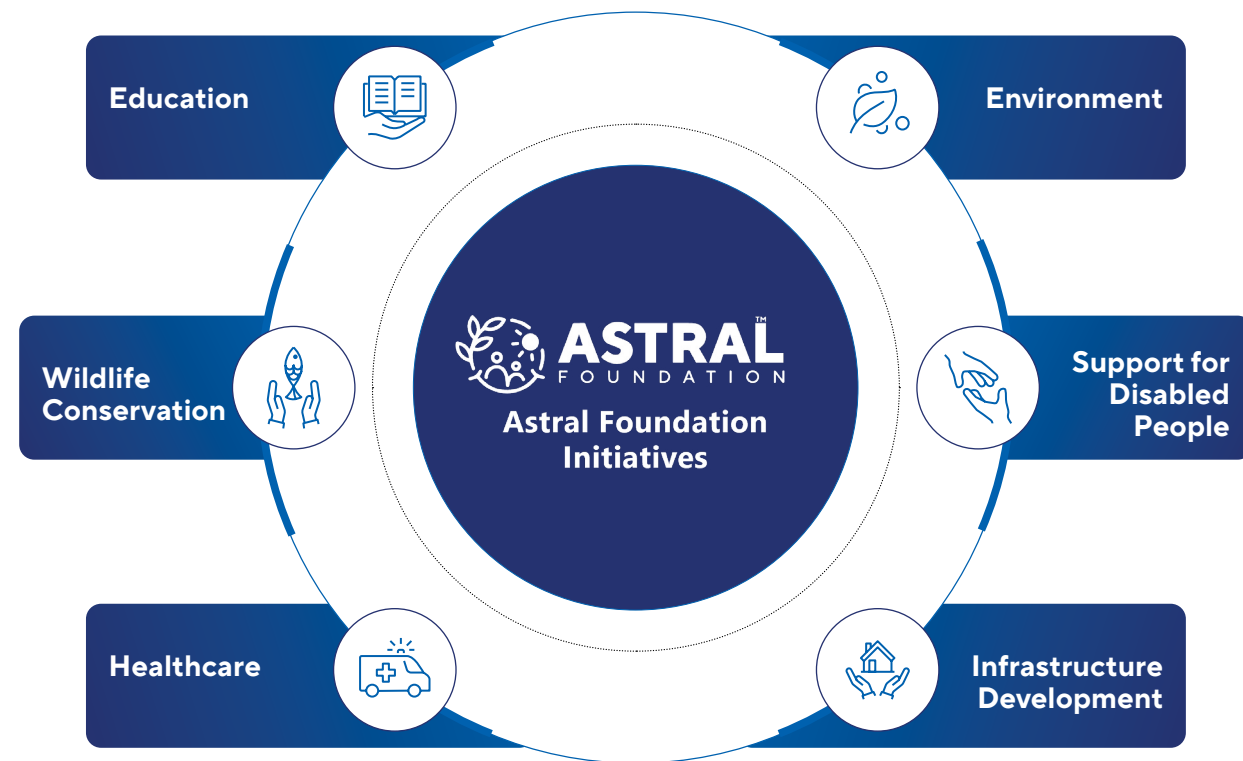 Education
Environment
Wildlife
Conservation
ASTRAL™
FOUNDATION
Astral Foundation
Initiatives
Support for
Disabled
People
Healthcare
Infrastructure
Development